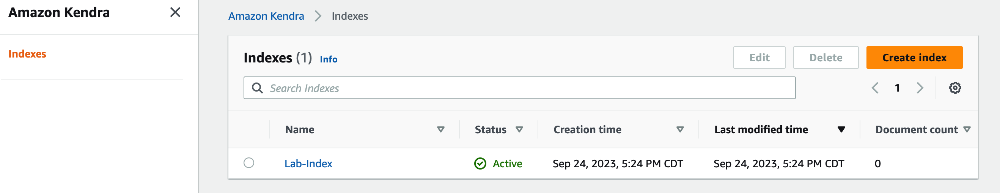 Amazon Kendra
Indexes
Amazon Kendra > Indexes
Indexes (1) Info
Edit Delete Create index
Search Indexes
1
Name Status Creation time Last modified time Document count
Lab-Index Active Sep 24, 2023, 5:24 PM CDT Sep 24, 2023, 5:24 PM CDT 0